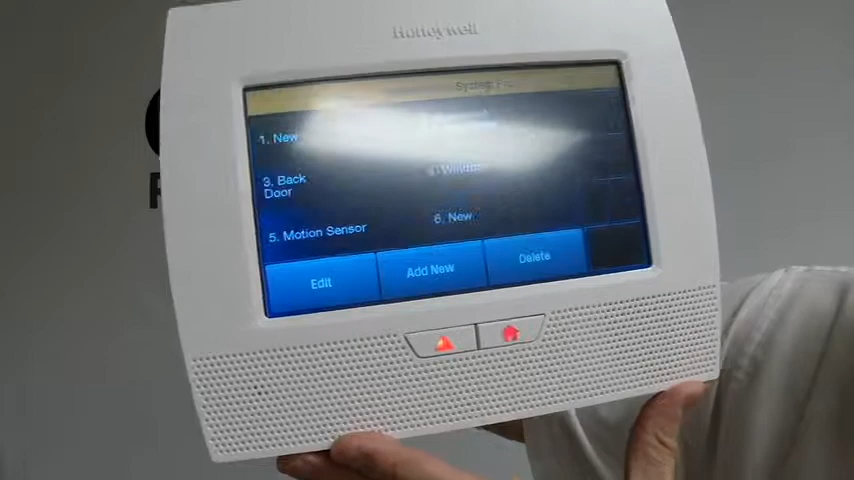 Honeywell
1. New
3. Back
Door
5. Motion Sensor
6. New
Edit
Add New
Delete